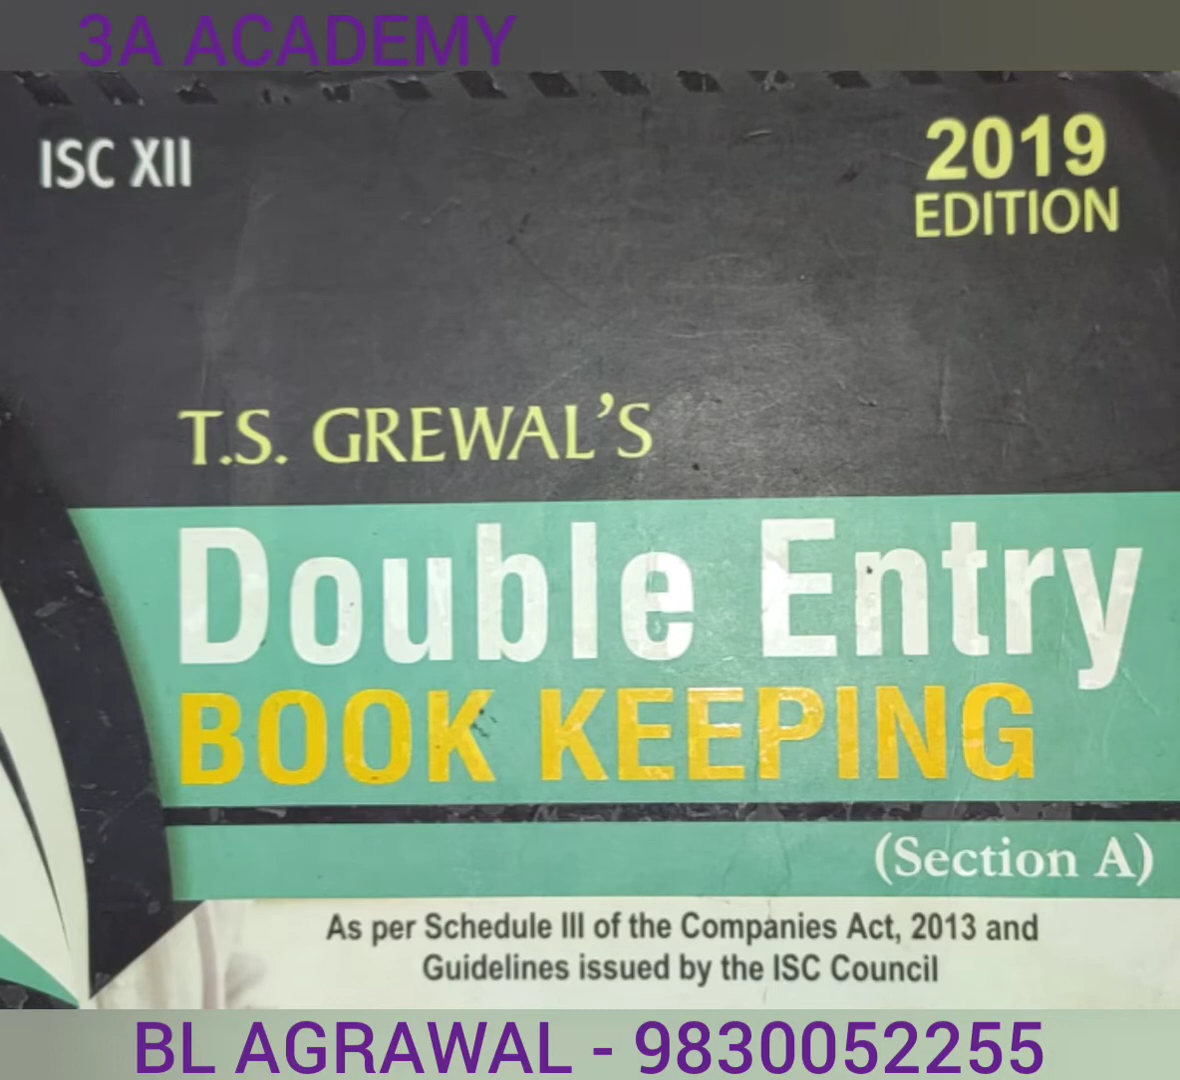 3A ACADEMY
ISC XII
2019
EDITION
T.S. GREWAL'S
Double Entry
BOOK KEEPING
(Section A)
As per Schedule III of the Companies Act, 2013 and
Guidelines issued by the ISC Council
BL AGRAWAL - 9830052255